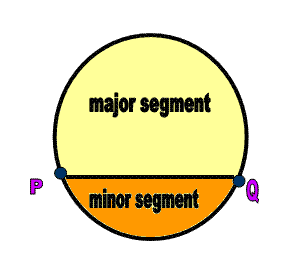 major segment
P
Q
minor segment